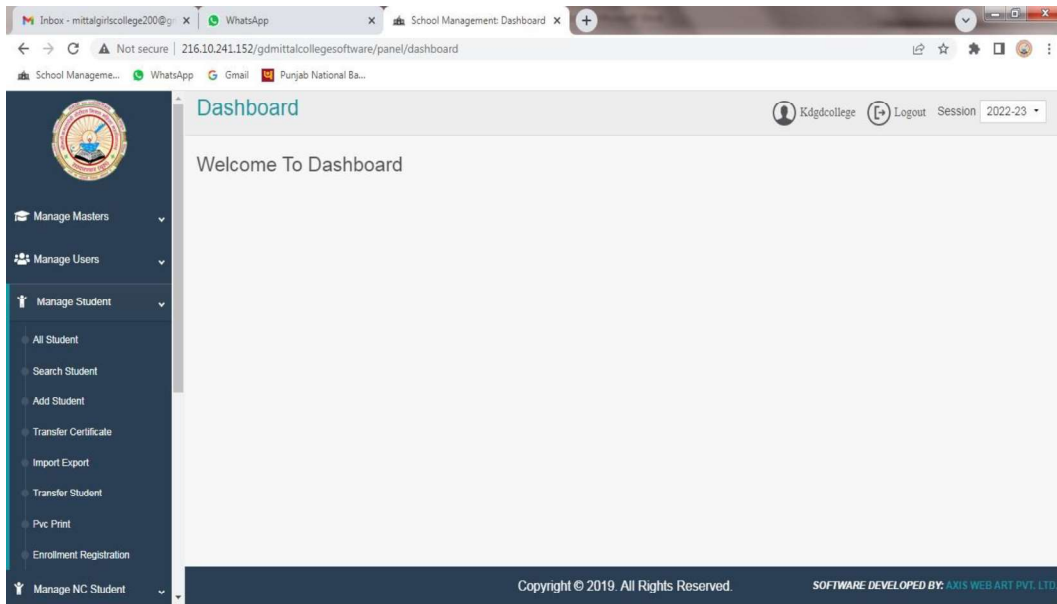 Inbox - mittalgirlscollege200@g
WhatsApp
School Management: Dashboard
Not secure | 216.10.241.152/gdmittalcollegesoftware/panel/dashboard
School Manageme... WhatsApp Gmail Punjab National Ba...
Dashboard
Kdgdcollege Logout Session 2022-23
Welcome To Dashboard
Manage Masters
Manage Users
Manage Student
All Student
Search Student
Add Student
Transfer Certificate
Import Export
Transfer Student
Pvc Print
Enrollment Registration
Manage NC Student
Copyright © 2019. All Rights Reserved.
SOFTWARE DEVELOPED BY: AXIS WEB ART PVT. LTD